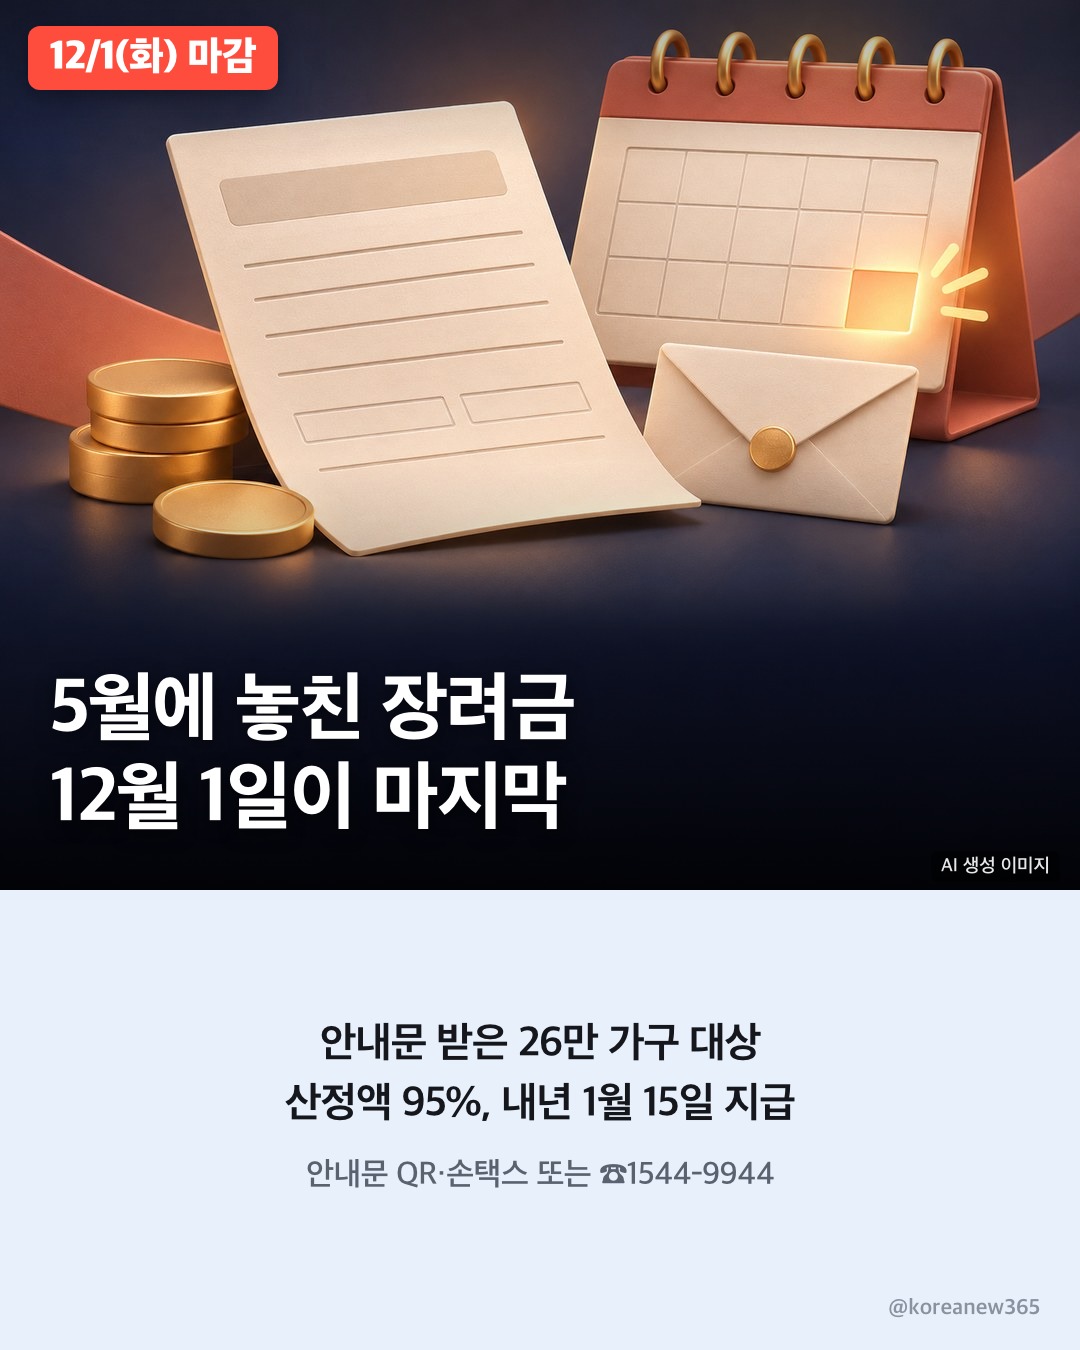 12/1(화) 마감
5월에 놓친 장려금
12월 1일이 마지막
AI 생성 이미지
안내문 받은 26만 가구 대상
산정액 95%, 내년 1월 15일 지급
안내문 QR·손택스 또는 ☎1544-9944
@koreanew365